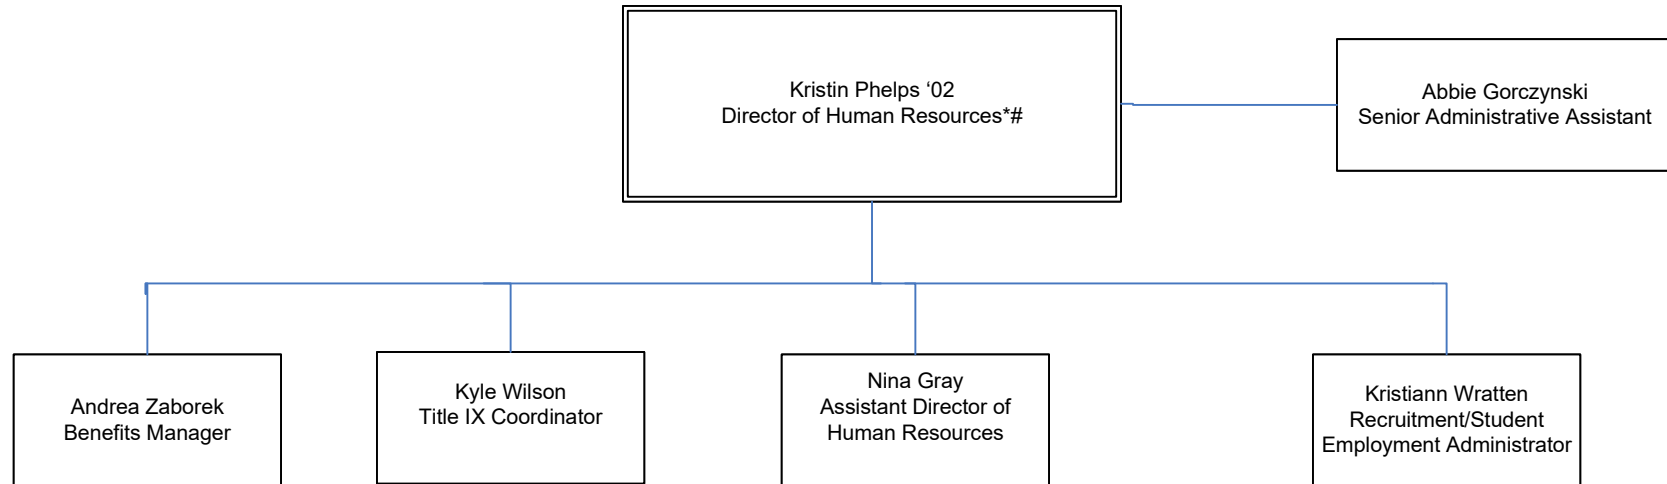 Kristin Phelps ‘02
Director of Human Resources*#
Abbie Gorczynski
Senior Administrative Assistant
Andrea Zaborek
Benefits Manager
Kyle Wilson
Title IX Coordinator
Nina Gray
Assistant Director of
Human Resources
Kristiann Wratten
Recruitment/Student
Employment Administrator